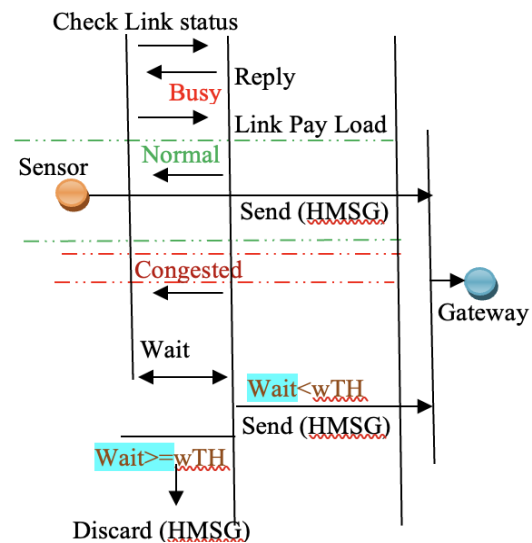 Check Link status
Reply
Busy
Link Pay Load
Normal
Sensor
Send (HMSG)
Congested
Gateway
Wait
Wait<wTH
Send (HMSG)
Wait>=wTH
Discard (HMSG)